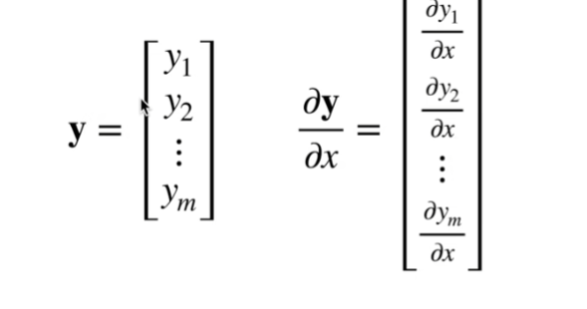 y = [ y₁ y₂ ⋮ yₘ ]
∂y/∂x = [ ∂y₁/∂x ∂y₂/∂x ⋮ ∂yₘ/∂x ]